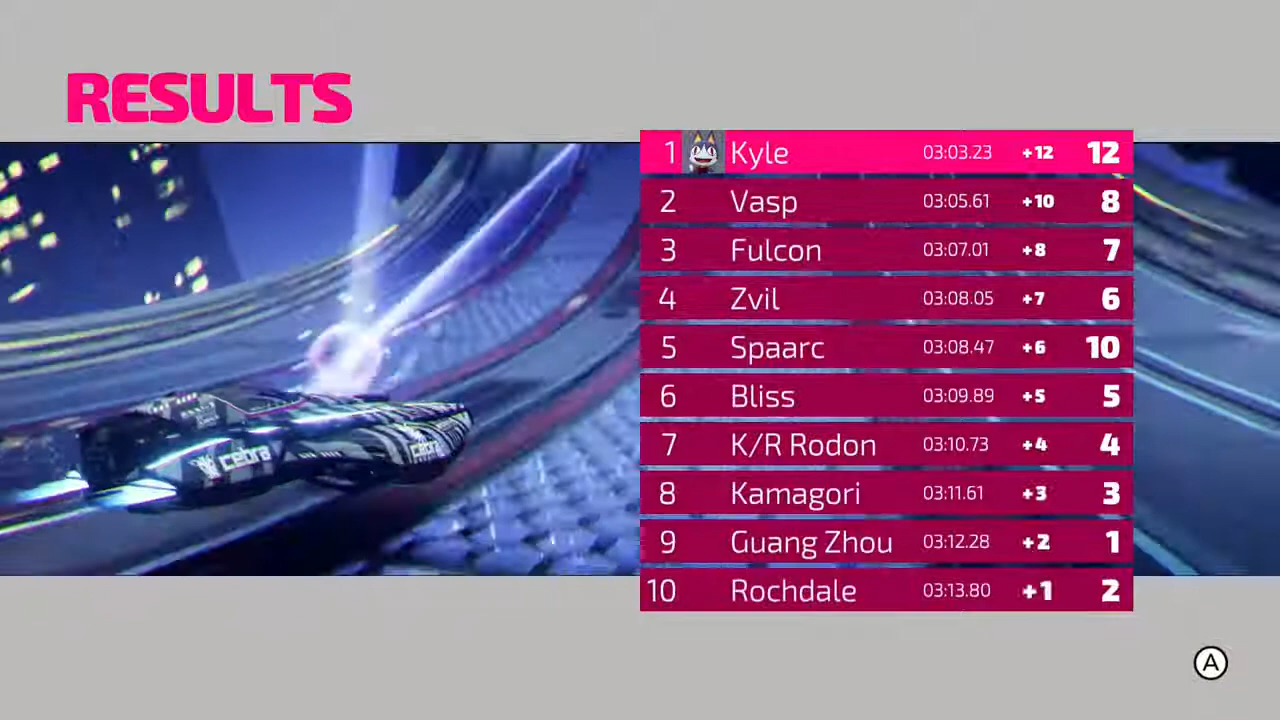 RESULTS
1 Kyle 03:03.23 +12 12
2 Vasp 03:05.61 +10 8
3 Fulcon 03:07.01 +8 7
4 Zvil 03:08.05 +7 6
5 Spaarc 03:08.47 +6 10
6 Bliss 03:09.89 +5 5
7 K/R Rodon 03:10.73 +4 4
8 Kamagori 03:11.61 +3 3
9 Guang Zhou 03:12.28 +2 1
10 Rochdale 03:13.80 +1 2
cebra
cebra
A